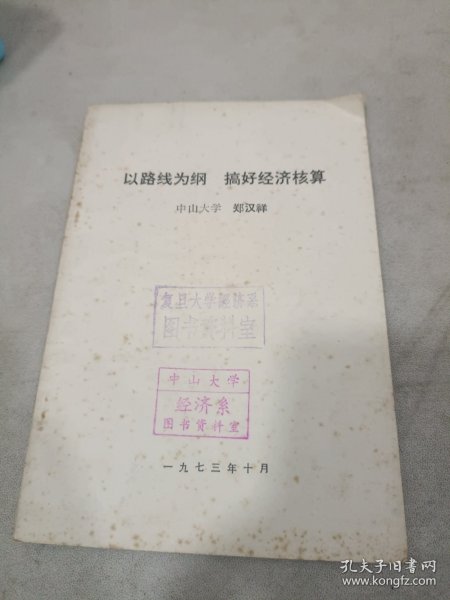 以路线为纲　搞好经济核算
中山大学　郑汉祥
复旦大学经济系
图书资料室
中山大学
经济系
图书资料室
一九七三年十月
孔夫子旧书网
www.kongfz.com